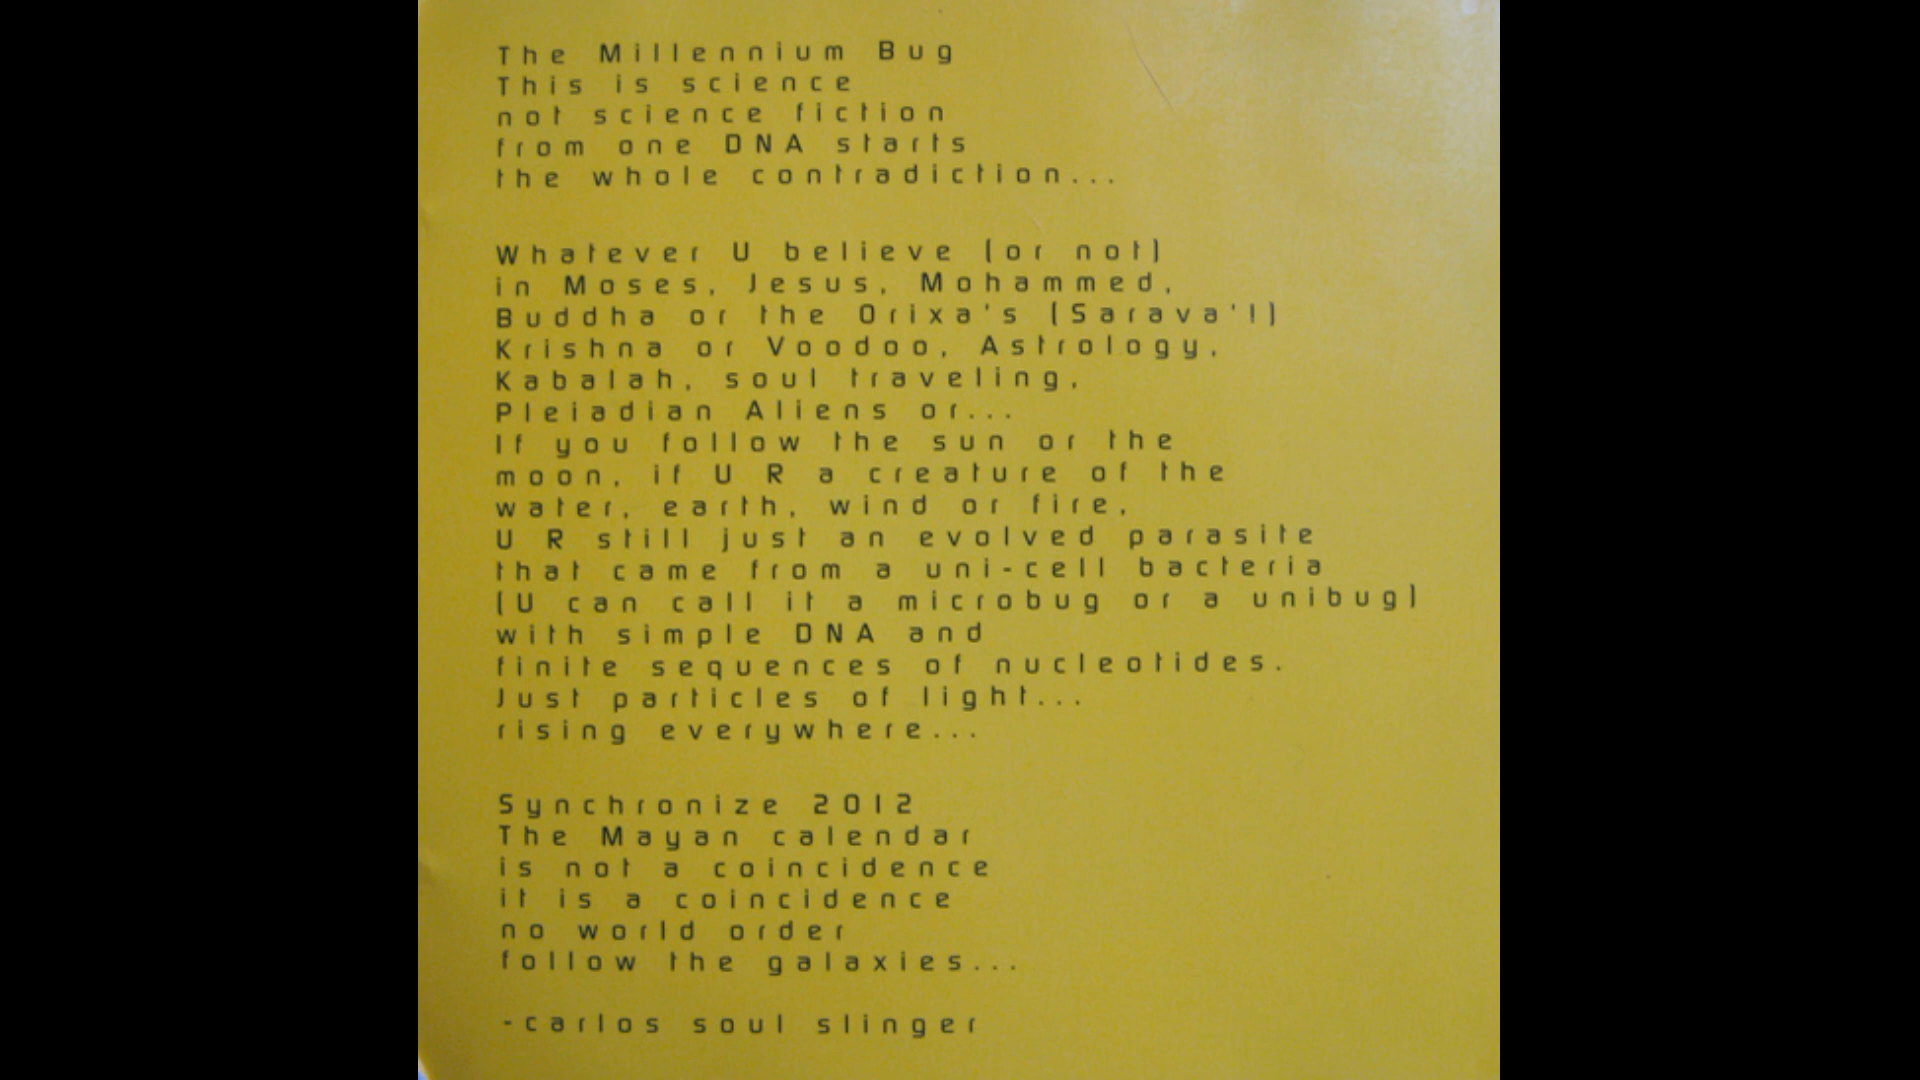 The Millennium Bug
This is science
not science fiction
from one DNA starts
the whole contradiction...
Whatever U believe (or not)
in Moses, Jesus, Mohammed,
Buddha or the Orixa's (Sarava'!)
Krishna or Voodoo, Astrology,
Kabalah, soul traveling,
Pleiadian Aliens or...
If you follow the sun or the
moon, if U R a creature of the
water, earth, wind or fire,
U R still just an evolved parasite
that came from a uni-cell bacteria
(U can call it a microbug or a unibug)
with simple DNA and
finite sequences of nucleotides.
Just particles of light...
rising everywhere...
Synchronize 2012
The Mayan calendar
is not a coincidence
it is a coincidence
no world order
follow the galaxies...
-carlos soul slinger